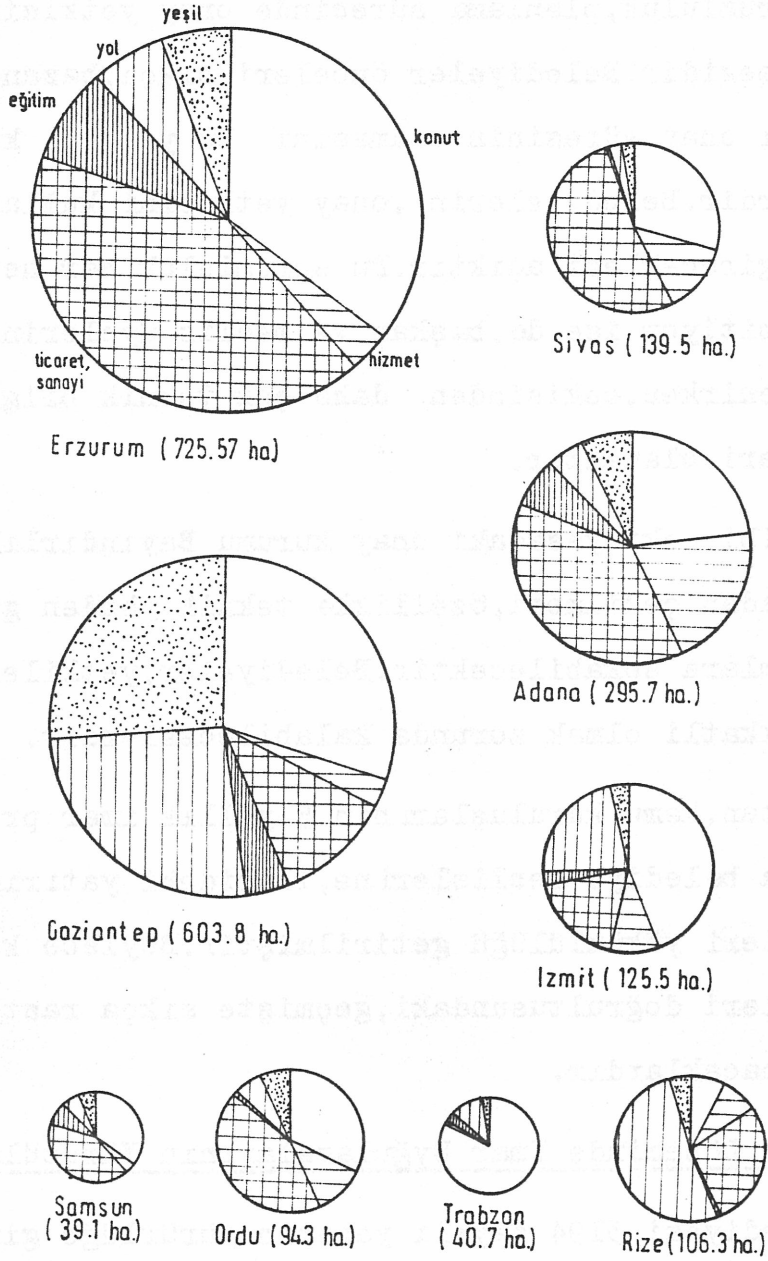 yeşil
yol
eğitim
konut
ticaret,
sanayi
hizmet
Erzurum (725.57 ha)
Sivas (139.5 ha.)
Adana (295.7 ha.)
Gaziantep (603.8 ha.)
Izmit (125.5 ha.)
Samsun
(39.1 ha.)
Ordu (94.3 ha.)
Trabzon
(40.7 ha.)
Rize (106.3 ha.)